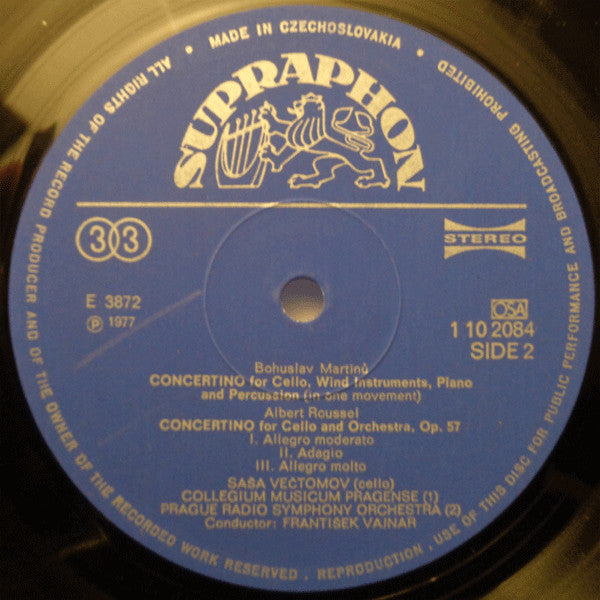 MADE IN CZECHOSLOVAKIA • ALL RIGHTS OF THE RECORD PRODUCER AND OF THE OWNER OF THE RECORDED WORK RESERVED . REPRODUCTION , USE OF THIS DISC FOR PUBLIC PERFORMANCE AND BROADCASTING PROHIBITED •
SUPRAPHON
33
STEREO
E 3872
OSA
Ⓟ 1977
1 10 2084
SIDE 2
Bohuslav Martinů
CONCERTINO for Cello, Wind Instruments, Piano
and Percussion (in one movement)
Albert Roussel
CONCERTINO for Cello and Orchestra, Op. 57
I. Allegro moderato
II. Adagio
III. Allegro molto
SAŠA VEČTOMOV (cello)
COLLEGIUM MUSICUM PRAGENSE (1)
PRAGUE RADIO SYMPHONY ORCHESTRA (2)
Conductor: FRANTIŠEK VAJNAR